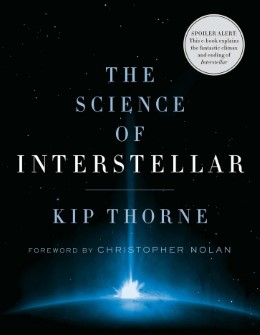 SPOILER ALERT:
This e-book explains
the fantastic climax
and ending of
Interstellar
THE
SCIENCE
OF
INTERSTELLAR
KIP THORNE
FOREWORD BY CHRISTOPHER NOLAN